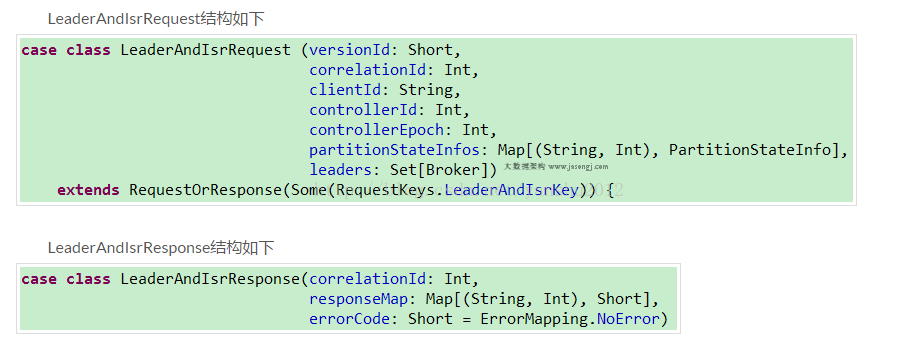 LeaderAndIsrRequest结构如下
case class LeaderAndIsrRequest (versionId: Short,
correlationId: Int,
clientId: String,
controllerId: Int,
controllerEpoch: Int,
partitionStateInfos: Map[(String, Int), PartitionStateInfo],
leaders: Set[Broker])
大数据架构 www.jssengj.com
extends RequestOrResponse(Some(RequestKeys.LeaderAndIsrKey)) {
LeaderAndIsrResponse结构如下
case class LeaderAndIsrResponse(correlationId: Int,
responseMap: Map[(String, Int), Short],
errorCode: Short = ErrorMapping.NoError)